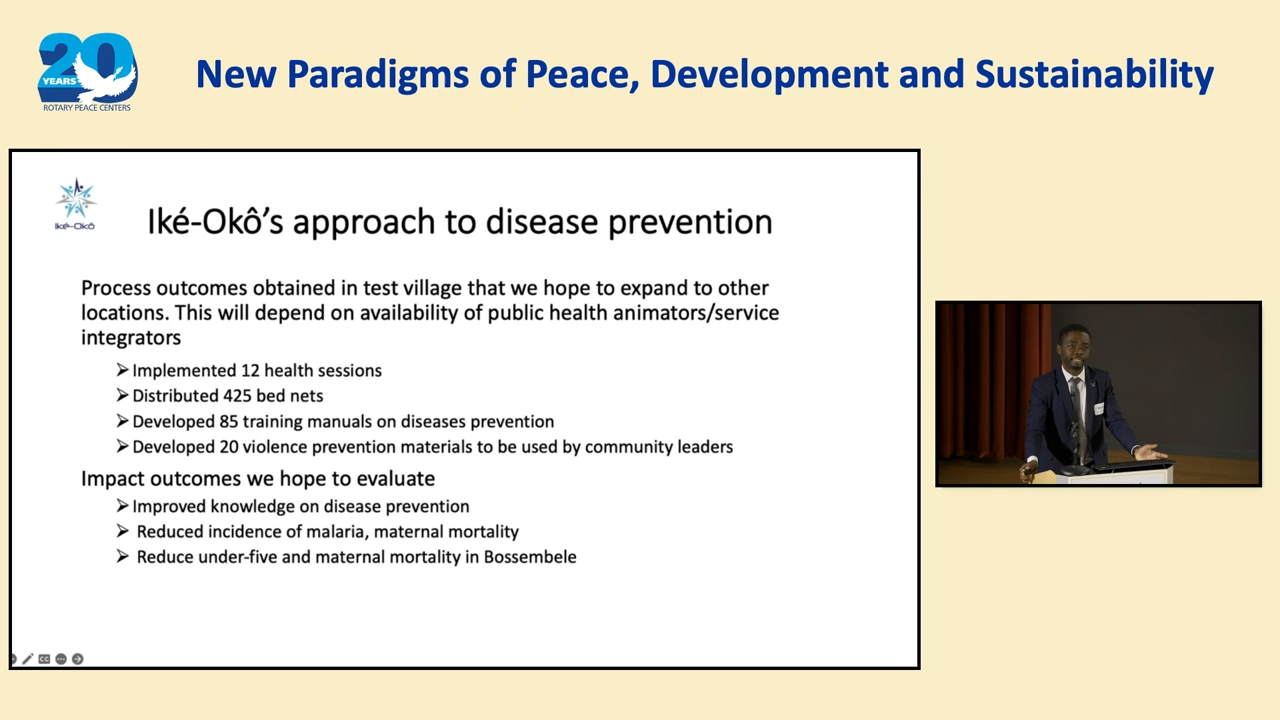 20
YEARS
ROTARY PEACE CENTERS
New Paradigms of Peace, Development and Sustainability
Iké-Okô
Iké-Okô’s approach to disease prevention
Process outcomes obtained in test village that we hope to expand to other
locations. This will depend on availability of public health animators/service
integrators
➢Implemented 12 health sessions
➢Distributed 425 bed nets
➢Developed 85 training manuals on diseases prevention
➢Developed 20 violence prevention materials to be used by community leaders
Impact outcomes we hope to evaluate
➢Improved knowledge on disease prevention
➢ Reduced incidence of malaria, maternal mortality
➢ Reduce under-five and maternal mortality in Bossembele
CC